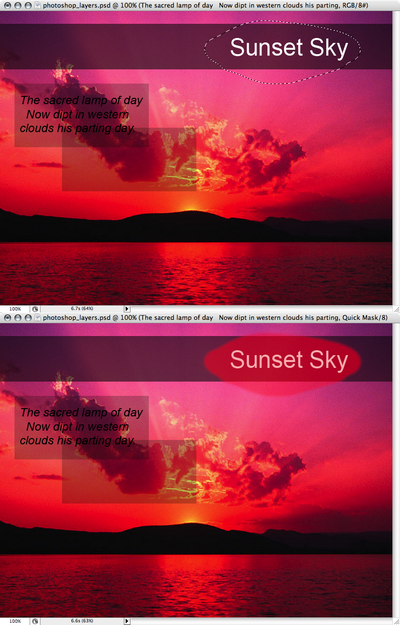 photoshop_layers.psd @ 100% (The sacred lamp of day Now dipt in western clouds his parting, RGB/8#)
Sunset Sky
The sacred lamp of day
Now dipt in western
clouds his parting day.
100% 6.7s (64%)
photoshop_layers.psd @ 100% (The sacred lamp of day Now dipt in western clouds his parting, Quick Mask/8)
Sunset Sky
The sacred lamp of day
Now dipt in western
clouds his parting day.
100% 6.6s (63%)